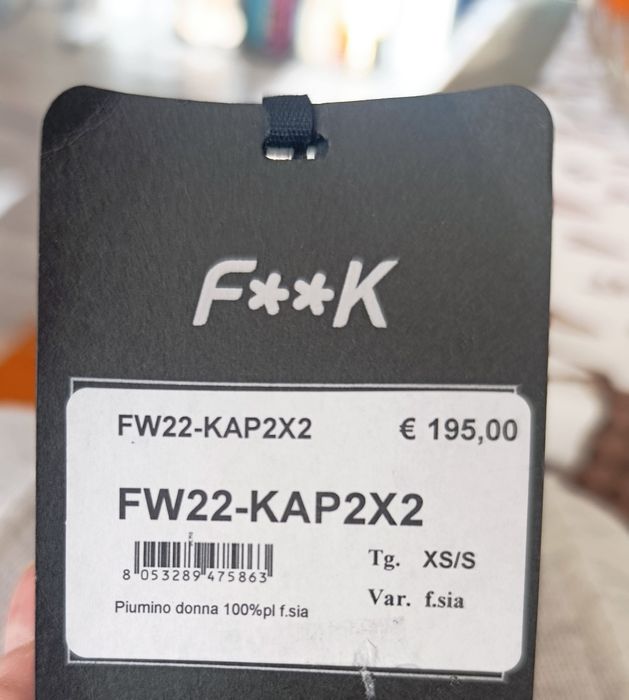 F**K
FW22-KAP2X2 € 195,00
FW22-KAP2X2
8 053289 475863
Tg. XS/S
Var. f.sia
Piumino donna 100%pl f.sia